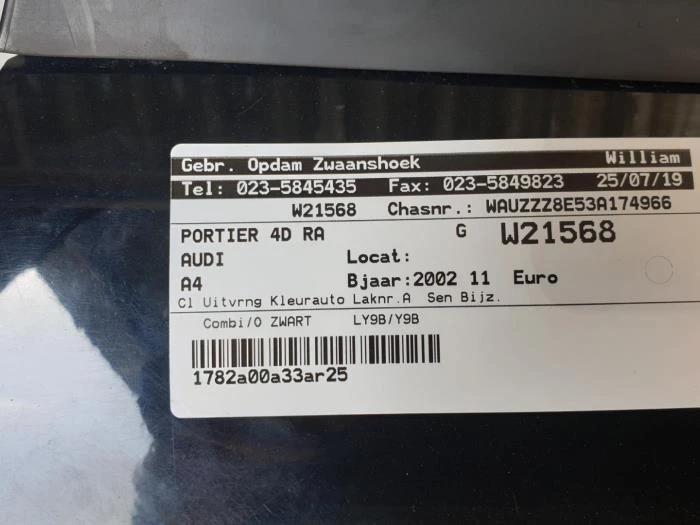 Gebr. Opdam Zwaanshoek William
Tel: 023-5845435 Fax: 023-5849823 25/07/19
W21568 Chasnr.: WAUZZZ8E53A174966
PORTIER 4D RA G W21568
AUDI Locat:
A4 Bjaar:2002 11 Euro
Cl Uitvrng Kleurauto Laknr.A Sen Bijz.
Combi/O ZWART LY9B/Y9B
1782a00a33ar25